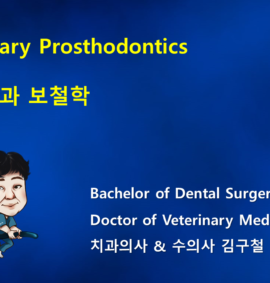 ary Prosthodontics
과 보철학
Bachelor of Dental Surger
Doctor of Veterinary Med
치과의사 & 수의사 김구철